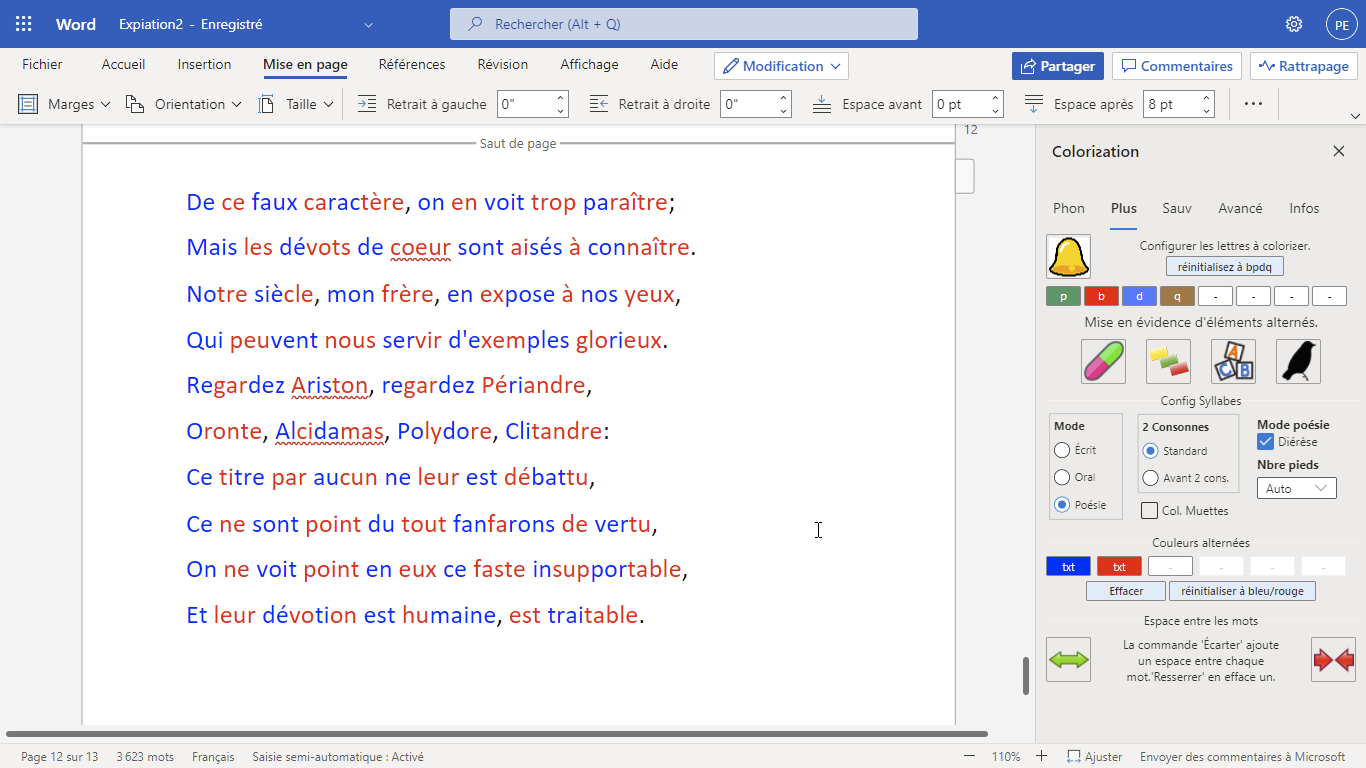 Word Expiation2 - Enregistré Rechercher (Alt + Q) PE
Fichier Accueil Insertion Mise en page Références Révision Affichage Aide Modification Partager Commentaires Rattrapage
Marges Orientation Taille Retrait à gauche 0" Retrait à droite 0" Espace avant 0 pt Espace après 8 pt
12
Saut de page
De ce faux caractère, on en voit trop paraître;
Mais les dévots de coeur sont aisés à connaître.
Notre siècle, mon frère, en expose à nos yeux,
Qui peuvent nous servir d'exemples glorieux.
Regardez Ariston, regardez Périandre,
Oronte, Alcidamas, Polydore, Clitandre:
Ce titre par aucun ne leur est débattu,
Ce ne sont point du tout fanfarons de vertu,
On ne voit point en eux ce faste insupportable,
Et leur dévotion est humaine, est traitable.
Colorization
Phon Plus Sauv Avancé Infos
Configurer les lettres à coloriser.
réinitialisez à bpdq
p b d q - - - -
Mise en évidence d'éléments alternés.
A B C
Config Syllabes
Mode
Écrit
Oral
Poésie
2 Consonnes
Standard
Avant 2 cons.
Col. Muettes
Mode poésie
Diérèse
Nbre pieds
Auto
Couleurs alternées
txt txt - - - -
Effacer réinitialiser à bleu/rouge
Espace entre les mots
La commande 'Écarter' ajoute
un espace entre chaque
mot.'Resserrer' en efface un.
Page 12 sur 13 3 623 mots Français Saisie semi-automatique : Activé 110% Ajuster Envoyer des commentaires à Microsoft